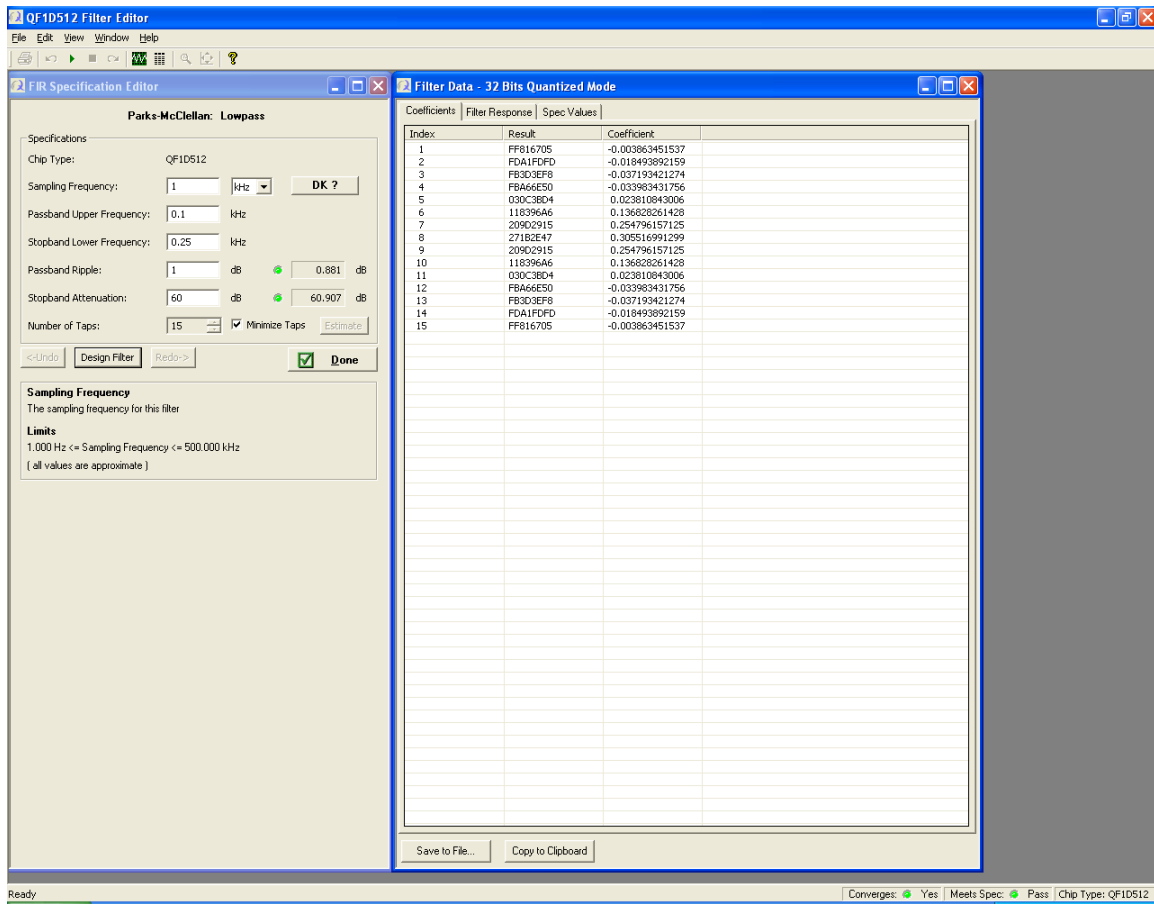 QF1D512 Filter Editor
File Edit View Window Help
FIR Specification Editor
Parks-McClellan: Lowpass
Specifications
Chip Type: QF1D512
Sampling Frequency: 1 kHz DK ?
Passband Upper Frequency: 0.1 kHz
Stopband Lower Frequency: 0.25 kHz
Passband Ripple: 1 dB 0.881 dB
Stopband Attenuation: 60 dB 60.907 dB
Number of Taps: 15 Minimize Taps Estimate
<-Undo Design Filter Redo-> Done
Sampling Frequency
The sampling frequency for this filter
Limits
1.000 Hz <= Sampling Frequency <= 500.000 kHz
( all values are approximate )
Filter Data - 32 Bits Quantized Mode
Coefficients Filter Response Spec Values
Index Result Coefficient
1 FF816705 -0.003863451537
2 FDA1FDFD -0.018493892159
3 FB3D3EF8 -0.037193421274
4 FBA66E50 -0.033983431756
5 030C3BD4 0.023810843006
6 118396A6 0.136828261428
7 209D2915 0.254796157125
8 271B2E47 0.305516991299
9 209D2915 0.254796157125
10 118396A6 0.136828261428
11 030C3BD4 0.023810843006
12 FBA66E50 -0.033983431756
13 FB3D3EF8 -0.037193421274
14 FDA1FDFD -0.018493892159
15 FF816705 -0.003863451537
Save to File... Copy to Clipboard
Ready Converges: Yes Meets Spec: Pass Chip Type: QF1D512